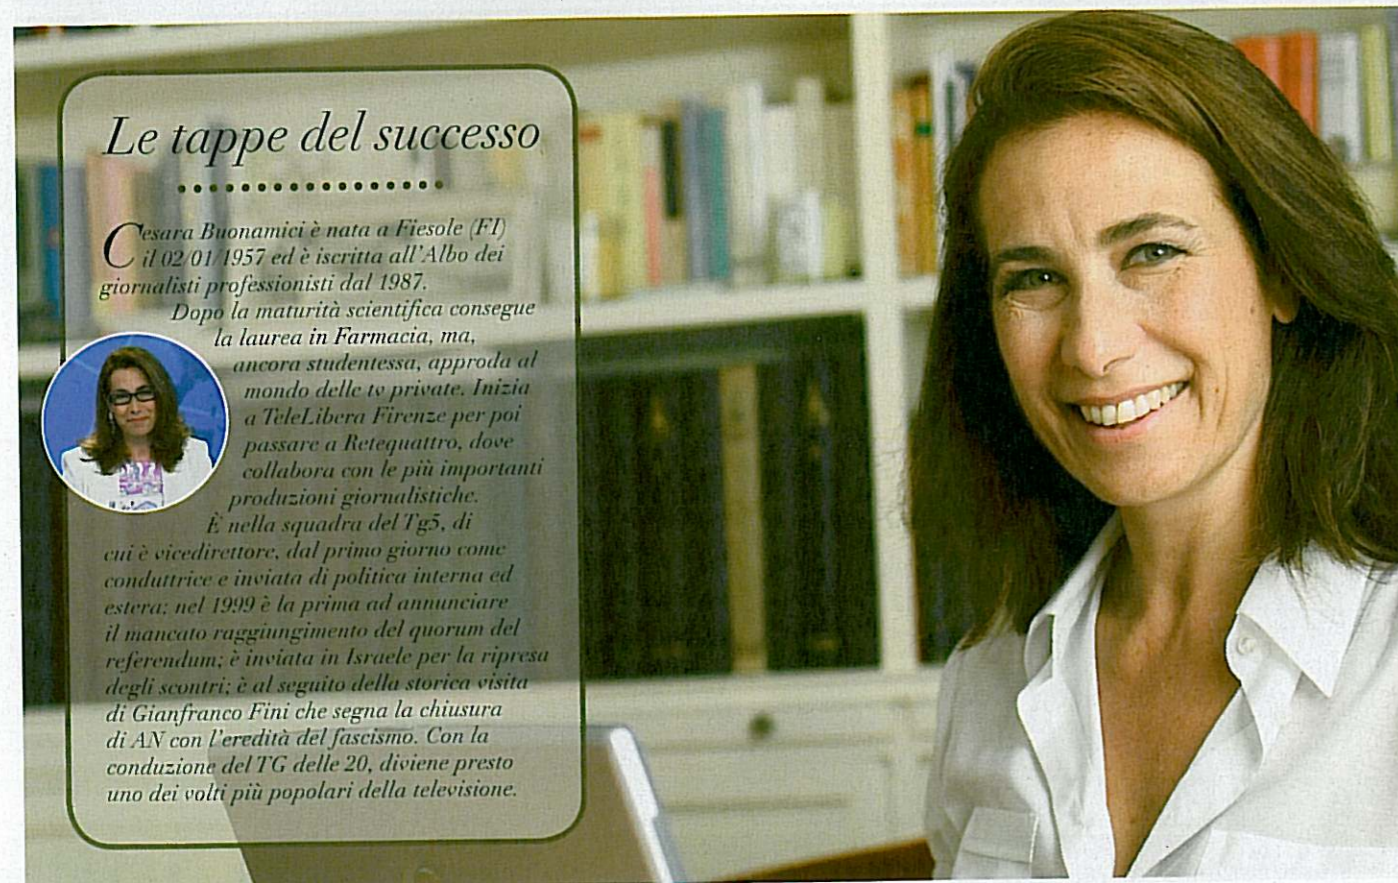 Le tappe del successo
Cesara Buonamici è nata a Fiesole (FI)
il 02/01/1957 ed è iscritta all'Albo dei
giornalisti professionisti dal 1987.
Dopo la maturità scientifica consegue
la laurea in Farmacia, ma,
ancora studentessa, approda al
mondo delle tv private. Inizia
a TeleLibera Firenze per poi
passare a Retequattro, dove
collabora con le più importanti
produzioni giornalistiche.
È nella squadra del Tg5, di
cui è vicedirettore, dal primo giorno come
conduttrice e inviata di politica interna ed
estera; nel 1999 è la prima ad annunciare
il mancato raggiungimento del quorum del
referendum; è inviata in Israele per la ripresa
degli scontri; è al seguito della storica visita
di Gianfranco Fini che segna la chiusura
di AN con l'eredità del fascismo. Con la
conduzione del TG delle 20, diviene presto
uno dei volti più popolari della televisione.